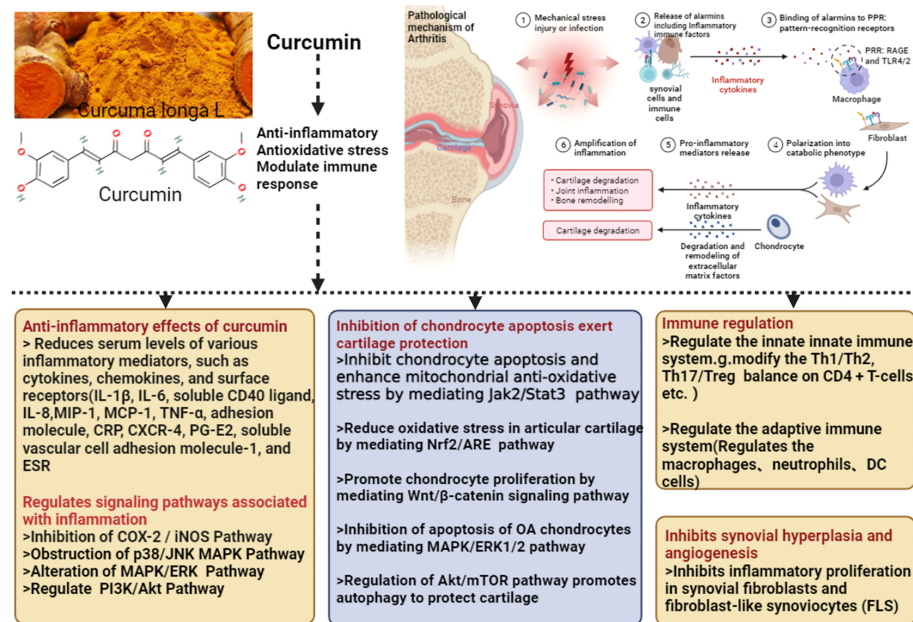 Curcuma longa L
Curcumin
Curcumin
Anti-inflammatory
Antioxidative stress
Modulate immune
response
O
O
O
O
O
O
H
H
H
H
H
H
Pathological
mechanism of
Arthritis
Synovia
Cartilage
Bone
1
Mechanical stress
injury or infection
2
Release of alarmins
including Inflammatory
immune factors
synovial
cells and
immune cells
Inflammatory
cytokines
3
Binding of alarmins to PPR:
pattern-recognition receptors
PRR: RAGE
and TLR4/2
Macrophage
Fibroblast
4
Polarization into
catabolic phenotype
5
Pro-inflammatory
mediators release
Inflammatory
cytokines
6
Amplification of
inflammation
• Cartilage degradation
• Joint inflammation
• Bone remodelling
Cartilage degradation
Degradation and
remodeling of
extracellular
matrix factors
Chondrocyte
Anti-inflammatory effects of curcumin
> Reduces serum levels of various
inflammatory mediators, such as
cytokines, chemokines, and surface
receptors(IL-1β, IL-6, soluble CD40 ligand,
IL-8,MIP-1, MCP-1, TNF-α, adhesion
molecule, CRP, CXCR-4, PG-E2, soluble
vascular cell adhesion molecule-1, and
ESR
Regulates signaling pathways associated
with inflammation
>Inhibition of COX-2 / iNOS Pathway
>Obstruction of p38/JNK MAPK Pathway
>Alteration of MAPK/ERK Pathway
>Regulate PI3K/Akt Pathway
Inhibition of chondrocyte apoptosis exert
cartilage protection
>Inhibit chondrocyte apoptosis and
enhance mitochondrial anti-oxidative
stress by mediating Jak2/Stat3 pathway
>Reduce oxidative stress in articular cartilage
by mediating Nrf2/ARE pathway
>Promote chondrocyte proliferation by
mediating Wnt/β-catenin signaling pathway
>Inhibition of apoptosis of OA chondrocytes
by mediating MAPK/ERK1/2 pathway
>Regulation of Akt/mTOR pathway promotes
autophagy to protect cartilage
Immune regulation
>Regulate the innate innate immune
system.g.modify the Th1/Th2,
Th17/Treg balance on CD4 + T-cells
etc. )
>Regulate the adaptive immune
system(Regulates the
macrophages、neutrophils、DC
cells)
Inhibits synovial hyperplasia and
angiogenesis
>Inhibits inflammatory proliferation
in synovial fibroblasts and
fibroblast-like synoviocytes (FLS)